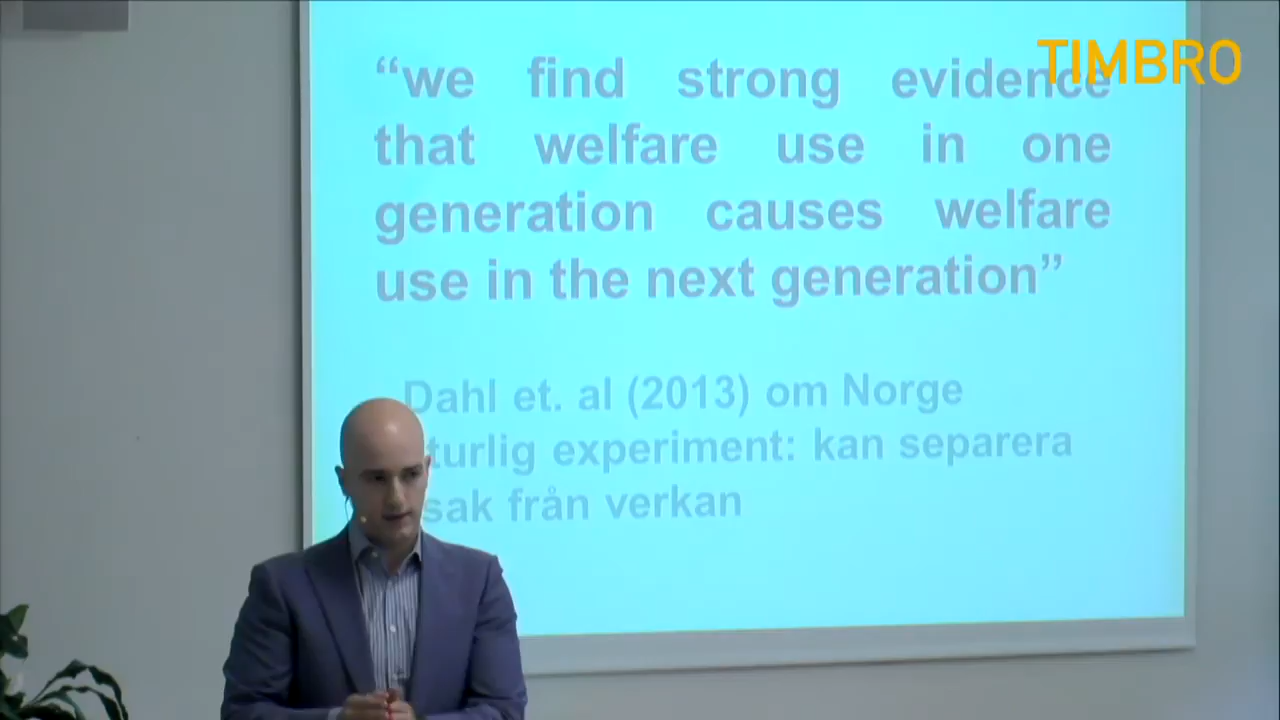 TIMBRO
“we find strong evidence
that welfare use in one
generation causes welfare
use in the next generation”
Dahl et. al (2013) om Norge
experiment: kan separera
från verkan